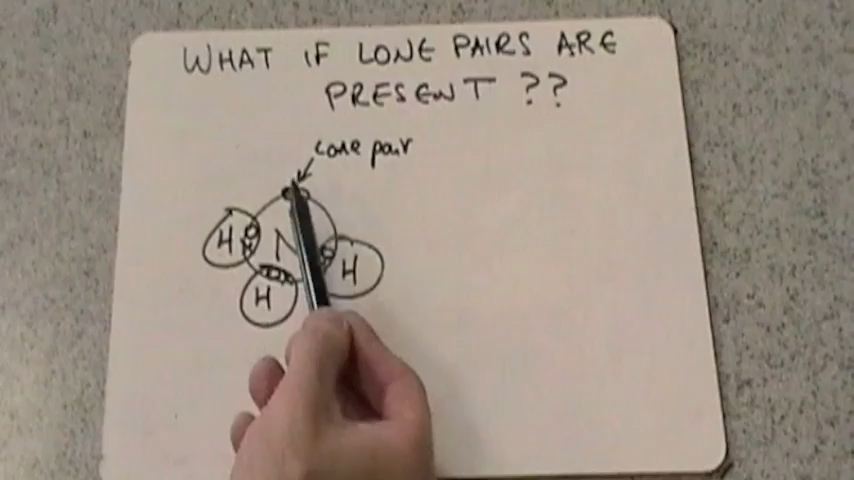 WHAT IF LONE PAIRS ARE
PRESENT ??
lone pair
H N H
H